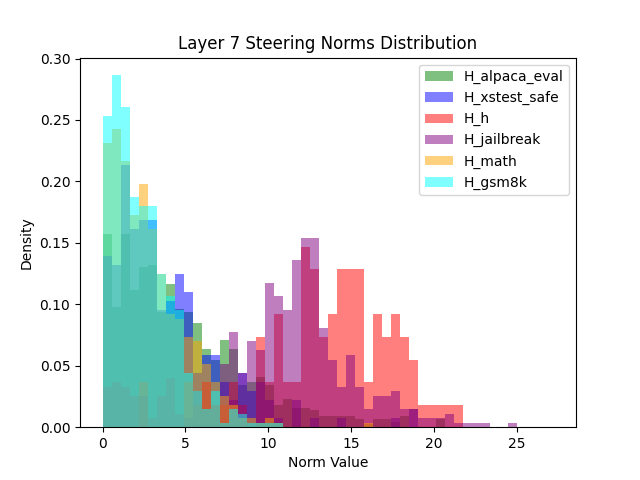 Layer 7 Steering Norms Distribution
0.30
0.25
0.20
0.15
0.10
0.05
0.00
Density
H_alpaca_eval
H_xstest_safe
H_h
H_jailbreak
H_math
H_gsm8k
0 5 10 15 20 25
Norm Value